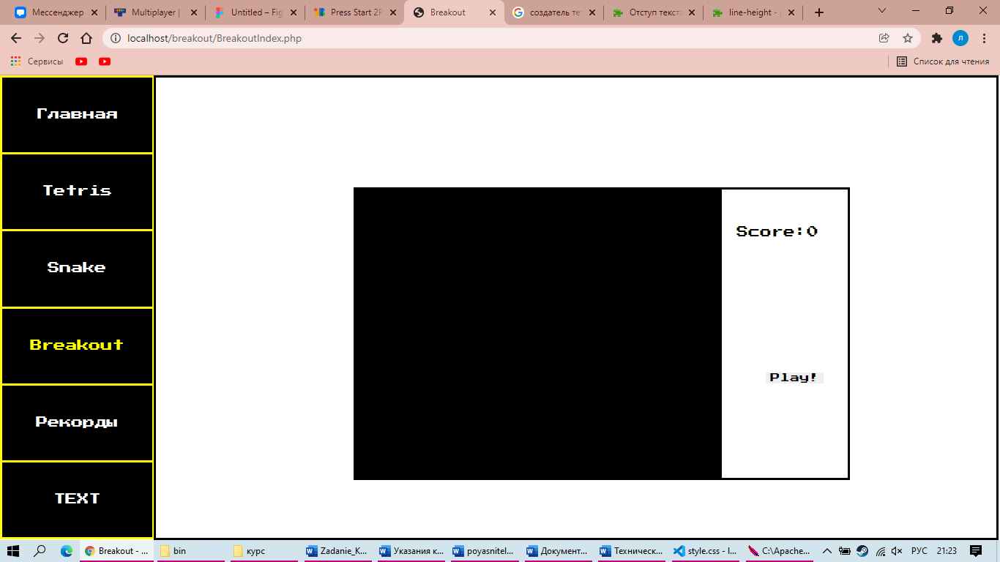 Мессенджер
Multiplayer |
Untitled – Fig
Press Start 2P
Breakout
создатель те
Отступ текста
line-height -
localhost/breakout/BreakoutIndex.php
л
Сервисы
Список для чтения
Главная
Tetris
Snake
Breakout
Рекорды
TEXT
Score:0
Play!
Breakout - ...
bin
курс
Zadanie_K...
Указания к...
poyasnitel...
Документ...
Техническ...
style.css - I...
C:\Apache...
РУС
21:23